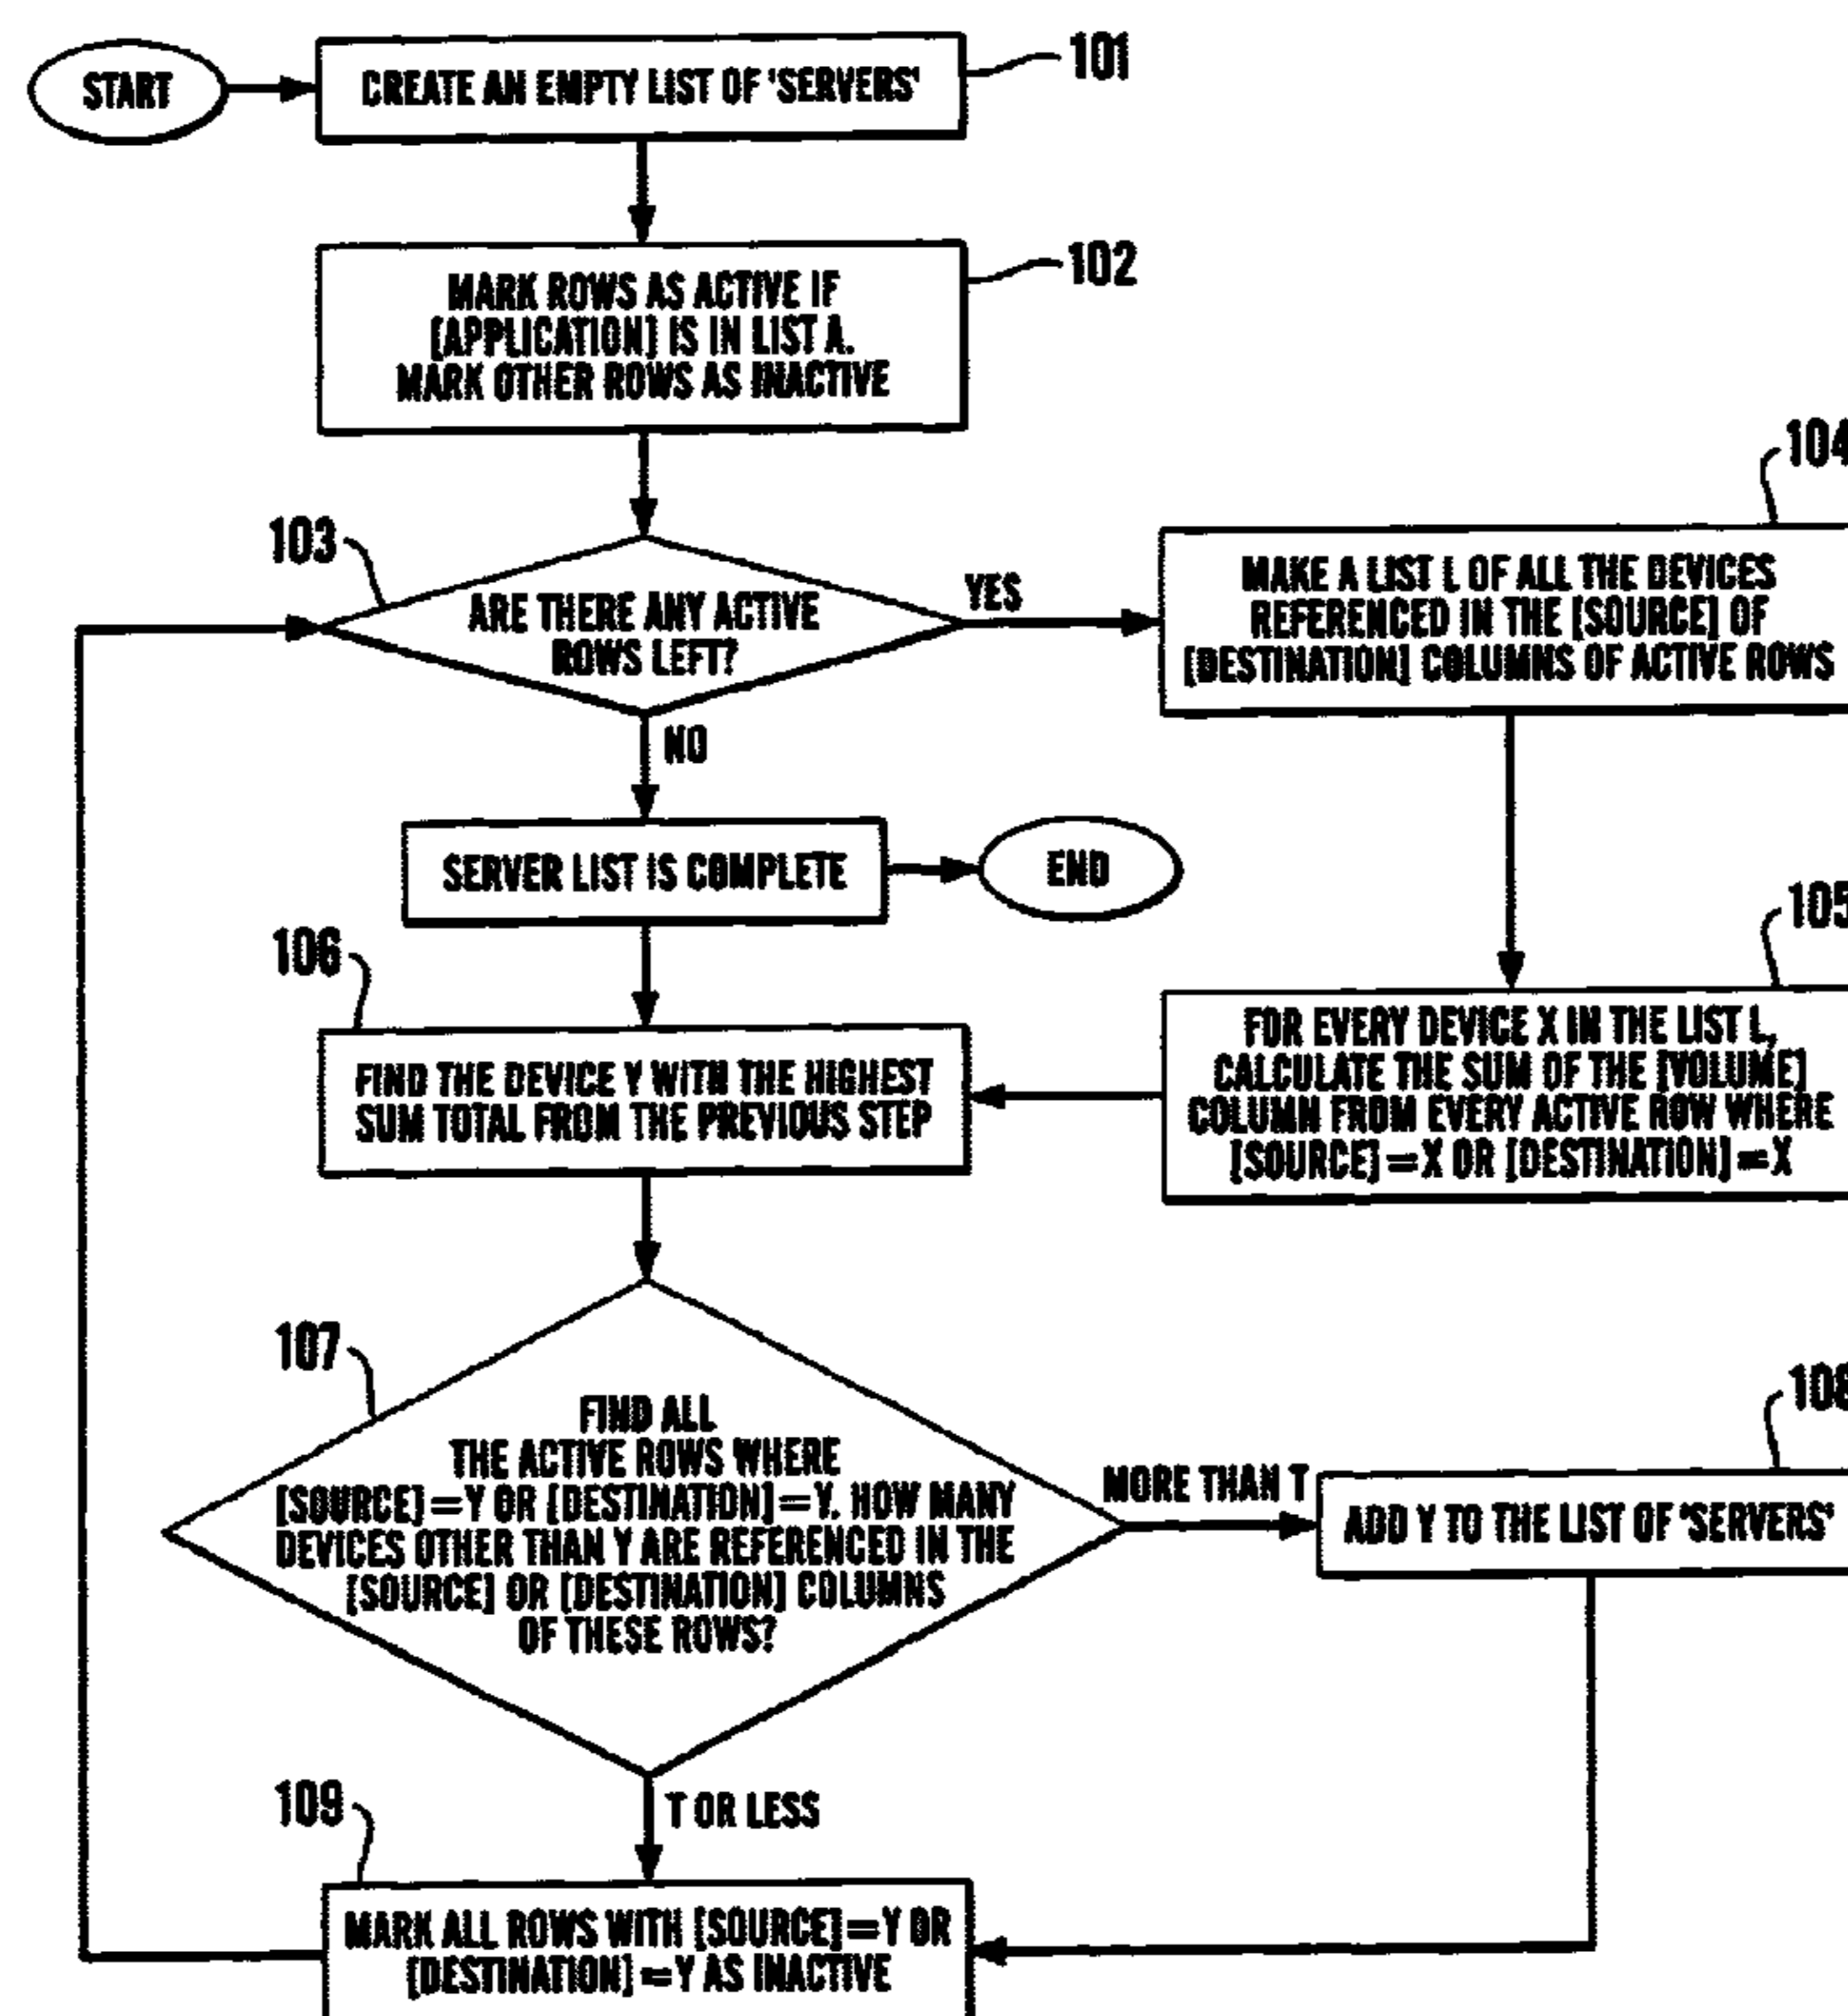 START
CREATE AN EMPTY LIST OF 'SERVERS'
101
MARK ROWS AS ACTIVE IF
[APPLICATION] IS IN LIST A.
MARK OTHER ROWS AS INACTIVE
102
103
ARE THERE ANY ACTIVE
ROWS LEFT?
YES
NO
104
MAKE A LIST L OF ALL THE DEVICES
REFERENCED IN THE [SOURCE] OF
[DESTINATION] COLUMNS OF ACTIVE ROWS
SERVER LIST IS COMPLETE
END
105
FOR EVERY DEVICE X IN THE LIST L,
CALCULATE THE SUM OF THE [VOLUME]
COLUMN FROM EVERY ACTIVE ROW WHERE
[SOURCE]=X OR [DESTINATION]=X
106
FIND THE DEVICE Y WITH THE HIGHEST
SUM TOTAL FROM THE PREVIOUS STEP
107
FIND ALL
THE ACTIVE ROWS WHERE
[SOURCE]=Y OR [DESTINATION]=Y. HOW MANY
DEVICES OTHER THAN Y ARE REFERENCED IN THE
[SOURCE] OR [DESTINATION] COLUMNS
OF THESE ROWS?
MORE THAN T
108
ADD Y TO THE LIST OF 'SERVERS'
T OR LESS
109
MARK ALL ROWS WITH [SOURCE]=Y OR
[DESTINATION]=Y AS INACTIVE